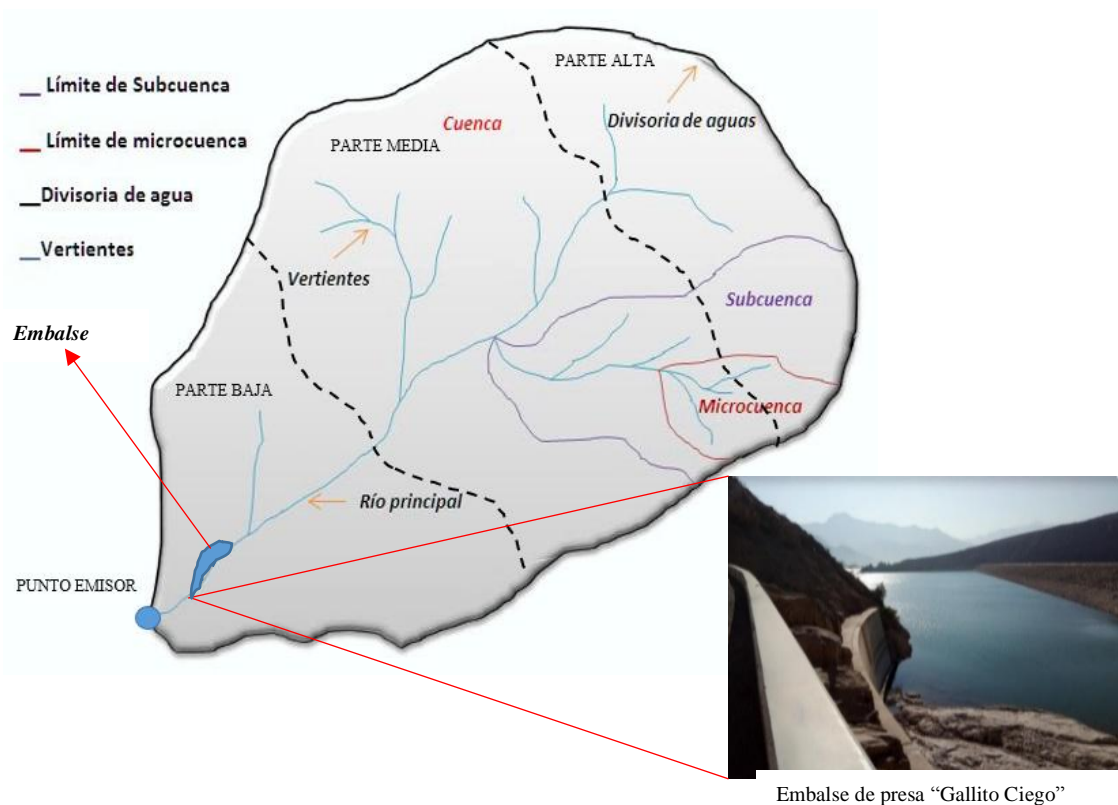 PARTE ALTA
Límite de Subcuenca
Divisoria de aguas
Cuenca
Límite de microcuenca
PARTE MEDIA
Divisoria de agua
Vertientes
Vertientes
Subcuenca
Embalse
PARTE BAJA
Microcuenca
Río principal
PUNTO EMISOR
Embalse de presa “Gallito Ciego”